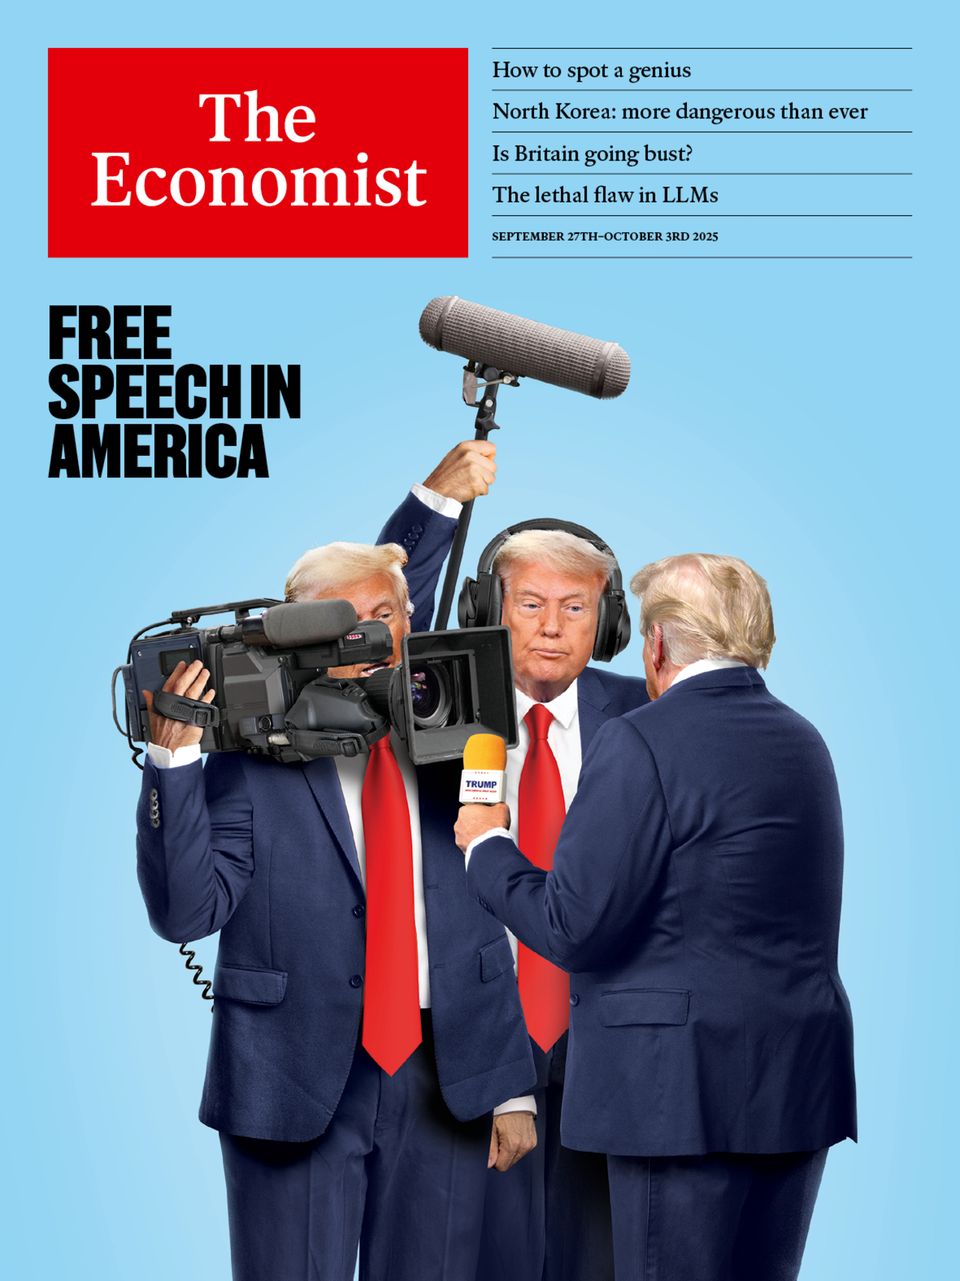 The
Economist
How to spot a genius
North Korea: more dangerous than ever
Is Britain going bust?
The lethal flaw in LLMs
SEPTEMBER 27TH–OCTOBER 3RD 2025
FREE
SPEECH IN
AMERICA
TRUMP